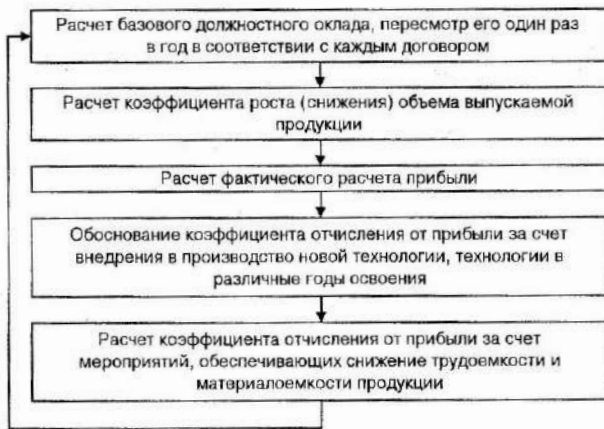 Расчет базового должностного оклада, пересмотр его один раз
в год в соответствии с каждым договором
Расчет коэффициента роста (снижения) объема выпускаемой
продукции
Расчет фактического расчета прибыли
Обоснование коэффициента отчисления от прибыли за счет
внедрения в производство новой технологии, технологии в
различные годы освоения
Расчет коэффициента отчисления от прибыли за счет
мероприятий, обеспечивающих снижение трудоемкости и
материалоемкости продукции